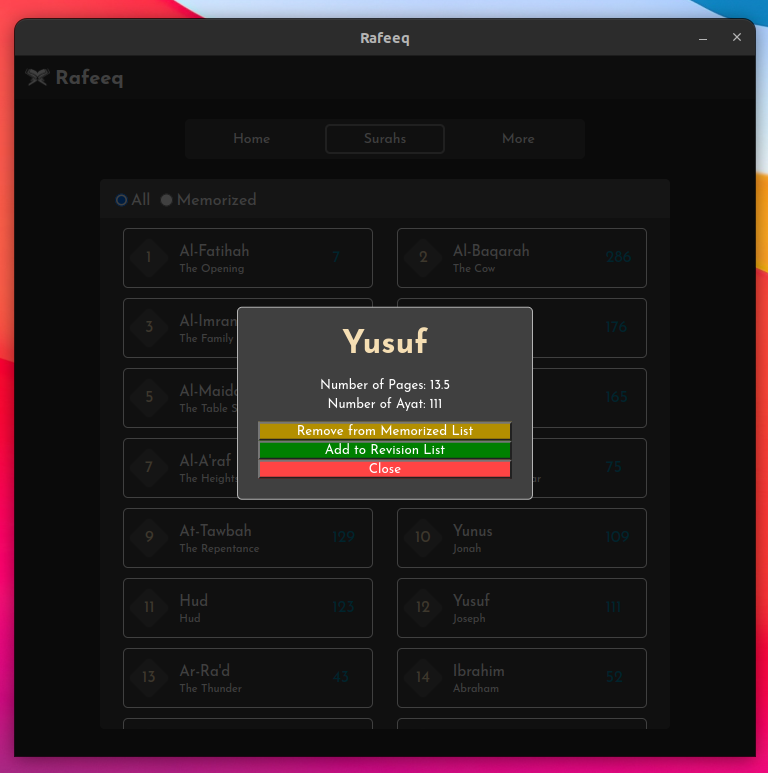 Rafeeq
Rafeeq
Home Surahs More
All Memorized
1 Al-Fatihah 7
The Opening
2 Al-Baqarah 286
The Cow
3 Al-Imran
The Family
176
Yusuf
Number of Pages: 13.5
Number of Ayat: 111
Remove from Memorized List
Add to Revision List
Close
5 Al-Maid
The Table S
165
7 Al-A'raf
The Heights
75
ar
9 At-Tawbah 129
The Repentance
10 Yunus 109
Jonah
11 Hud 123
Hud
12 Yusuf 111
Joseph
13 Ar-Ra'd 43
The Thunder
14 Ibrahim 52
Abraham